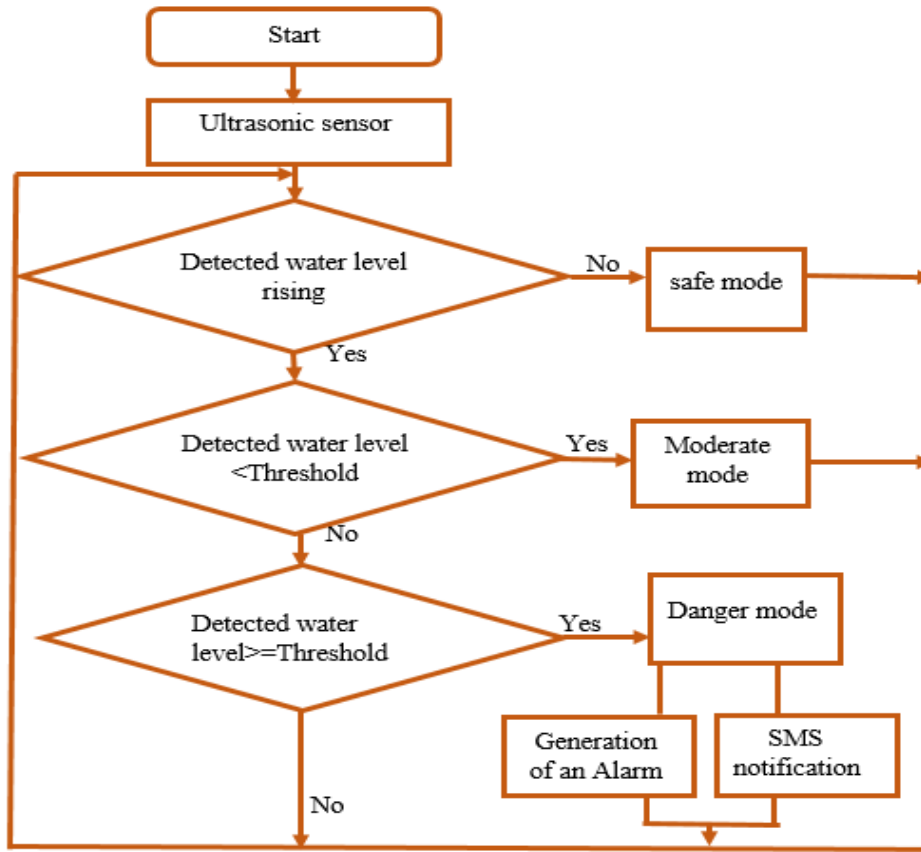 Start
Ultrasonic sensor
Detected water level
rising
No
safe mode
Yes
Detected water level
<Threshold
Yes
Moderate
mode
No
Detected water
level>=Threshold
Yes
Danger mode
Generation
of an Alarm
SMS
notification
No